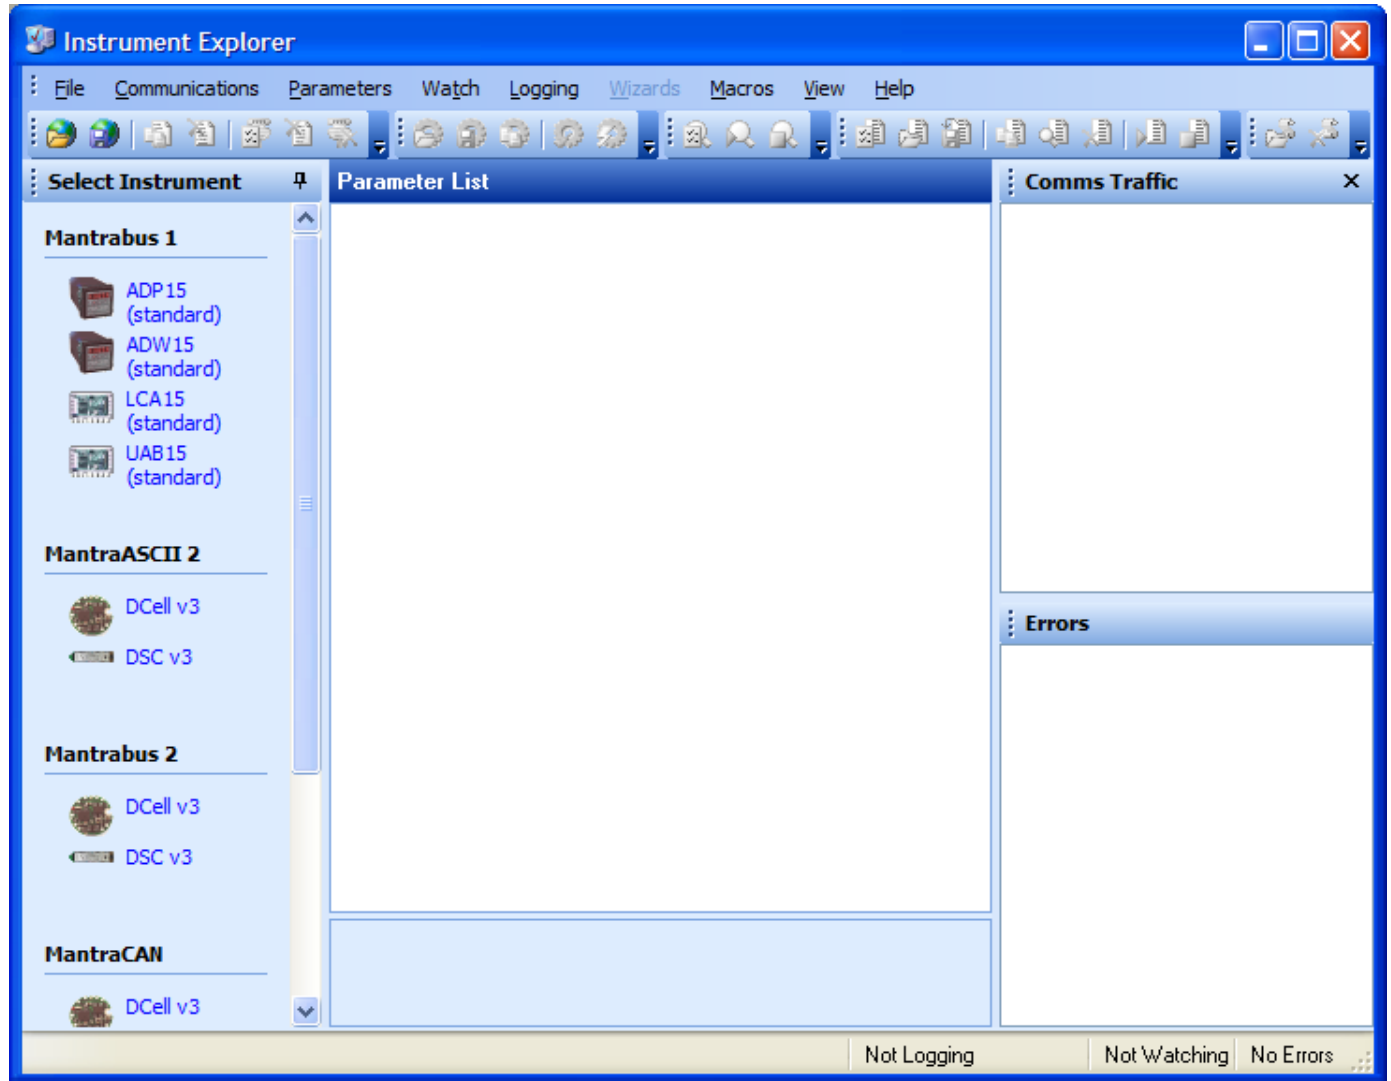 Instrument Explorer
File Communications Parameters Watch Logging Wizards Macros View Help
Select Instrument
Parameter List
Comms Traffic
Mantrabus 1
ADP15
(standard)
ADW15
(standard)
LCA15
(standard)
UAB15
(standard)
MantraASCII 2
DCell v3
DSC v3
Mantrabus 2
DCell v3
DSC v3
MantraCAN
DCell v3
Errors
Not Logging
Not Watching
No Errors